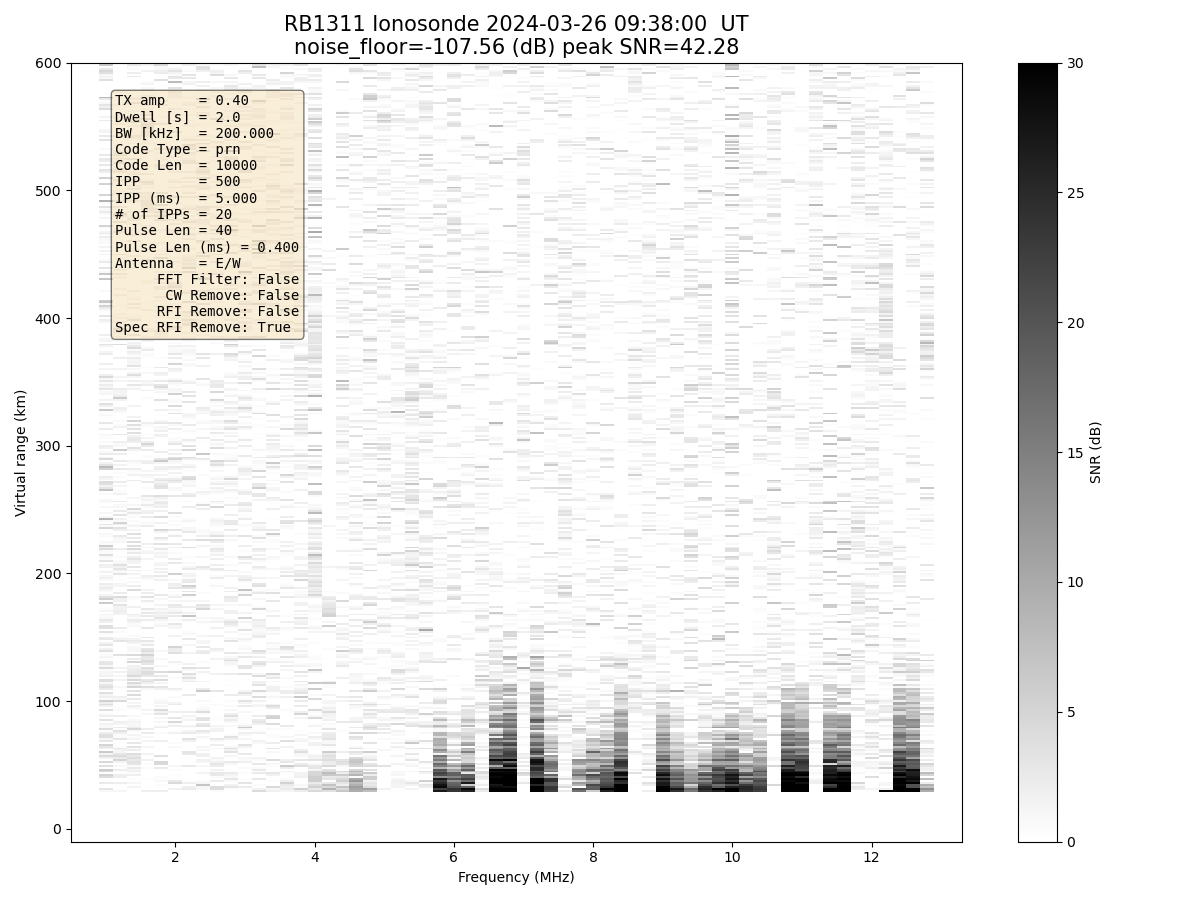 RB1311 Ionosonde 2024-03-26 09:38:00 UT
noise_floor=-107.56 (dB) peak SNR=42.28
TX amp = 0.40
Dwell [s] = 2.0
BW [kHz] = 200.000
Code Type = prn
Code Len = 10000
IPP = 500
IPP (ms) = 5.000
# of IPPs = 20
Pulse Len = 40
Pulse Len (ms) = 0.400
Antenna = E/W
FFT Filter: False
CW Remove: False
RFI Remove: False
Spec RFI Remove: True
600
500
400
300
200
100
0
Virtual range (km)
2 4 6 8 10 12
Frequency (MHz)
30
25
20
15
10
5
0
SNR (dB)